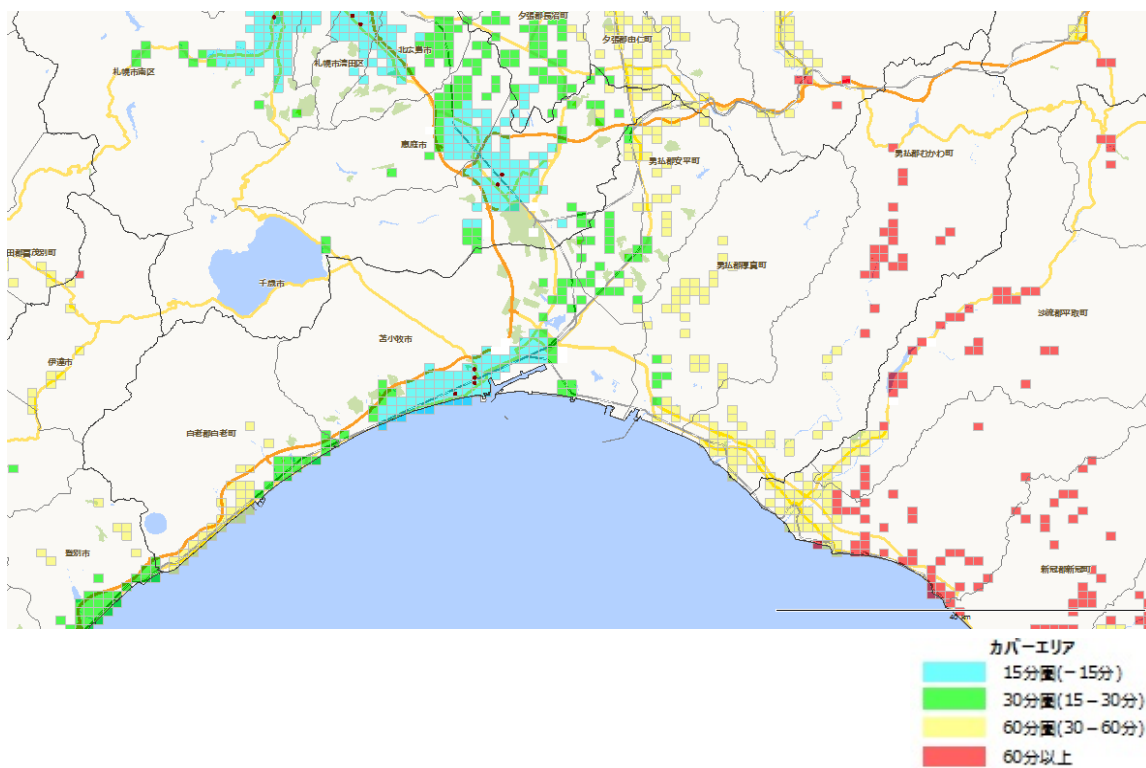 夕張郡長沼町
夕張郡由仁町
北広島市
札幌市清田区
札幌市南区
恵庭市
勇払郡安平町
勇払郡むかわ町
田郡喜茂別町
千歳市
勇払郡厚真町
沙流郡平取町
苫小牧市
伊達市
白老郡白老町
登別市
新冠郡新冠町
40 km
カバーエリア
15分圏(-15分)
30分圏(15-30分)
60分圏(30-60分)
60分以上